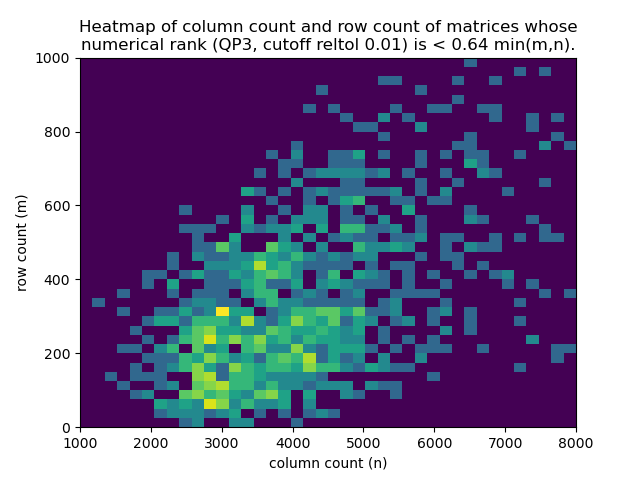 Heatmap of column count and row count of matrices whose
numerical rank (QP3, cutoff reltol 0.01) is < 0.64 min(m,n).
1000
800
600
400
200
0
row count (m)
1000 2000 3000 4000 5000 6000 7000 8000
column count (n)